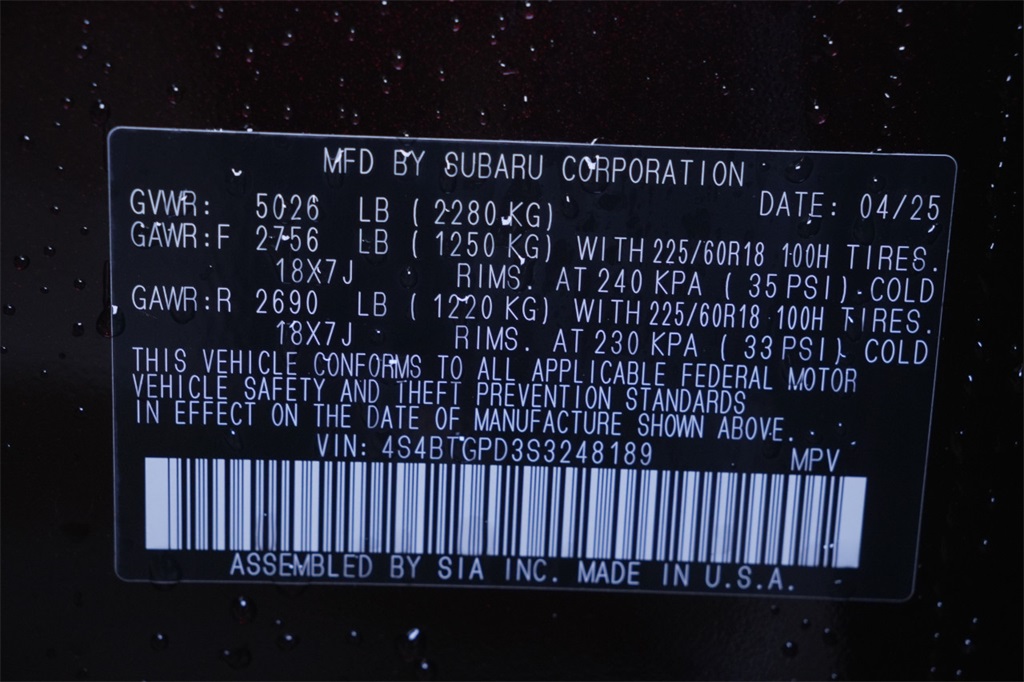 MFD BY SUBARU CORPORATION
GVWR: 5026 LB ( 2280 KG) DATE: 04/25
GAWR:F 2756 LB ( 1250 KG) WITH 225/60R18 100H TIRES.
18X7J RIMS. AT 240 KPA ( 35 PSI) COLD
GAWR:R 2690 LB ( 1220 KG) WITH 225/60R18 100H TIRES.
18X7J RIMS. AT 230 KPA ( 33 PSI) COLD
THIS VEHICLE CONFORMS TO ALL APPLICABLE FEDERAL MOTOR
VEHICLE SAFETY AND THEFT PREVENTION STANDARDS
IN EFFECT ON THE DATE OF MANUFACTURE SHOWN ABOVE.
VIN: 4S4BTGPD3S3248189 MPV
ASSEMBLED BY SIA INC. MADE IN U.S.A.